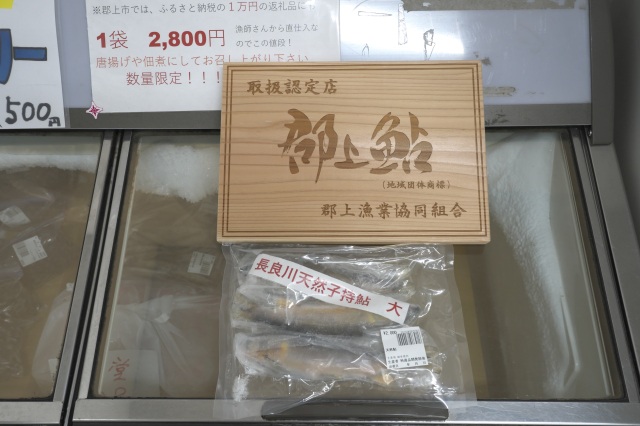 ※郡上市では、ふるさと納税の1万円の返礼品にも
1袋 2,800円 漁師さんから直仕入
なのでこの値段！
唐揚げや佃煮にしてお召し上がり下さい
数量限定！！！
500円
取扱認定店
郡上鮎
(地域団体商標)
郡上漁業協同組合
長良川天然子持鮎 大